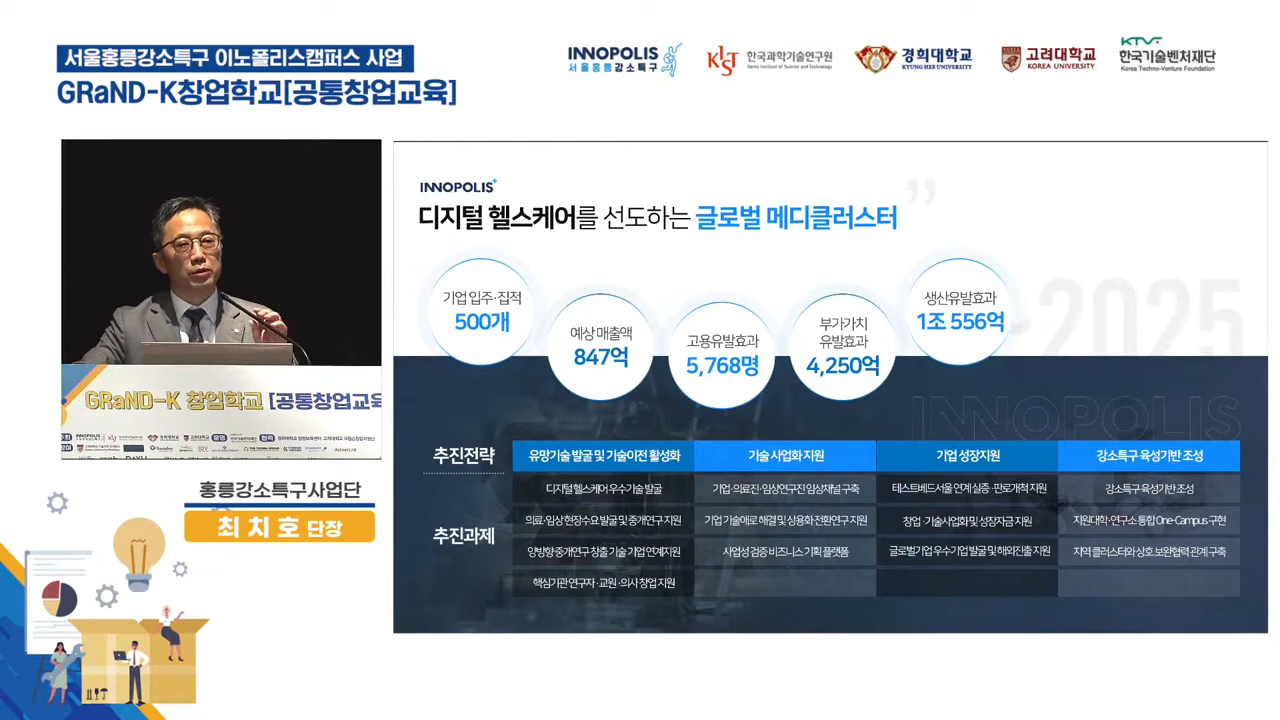 서울홍릉강소특구 이노폴리스캠퍼스 사업
GRaND-K창업학교[공통창업교육]
INNOPOLIS
서울홍릉강소특구
KIST 한국과학기술연구원
Korea Institute of Science and Technology
경희대학교
KYUNG HEE UNIVERSITY
고려대학교
KOREA UNIVERSITY
KTVF
한국기술벤처재단
Korea Techno-Venture Foundation
INNOPOLIS+
디지털 헬스케어를 선도하는 글로벌 메디클러스터
~2025
기업 입주·집적
500개
예상 매출액
847억
고용유발효과
5,768명
부가가치
유발효과
4,250억
생산유발효과
1조 556억
INNOPOLIS
추진전략
유망기술 발굴 및 기술이전 활성화
기술 사업화 지원
기업 성장지원
강소특구 육성기반 조성
추진과제
디지털 헬스케어 우수기술 발굴
기업·의료진·임상연구진 임상채널 구축
테스트베드서울 연계 실증·판로개척 지원
강소특구 육성기반 조성
의료·임상 현장수요 발굴 및 중개연구 지원
기업 기술애로 해결 및 상용화 전환연구 지원
창업·기술사업화 및 성장자금 지원
지원대학·연구소 통합 One-Campus 구현
양방향 중개연구 창출 기술 기업 연계지원
사업성 검증 비즈니스 기획 플랫폼
글로벌기업 우수기업 발굴 및 해외진출 지원
지역 클러스터와 상호 보완협력 관계 구축
핵심기관 연구자·교원·의사 창업 지원
GRaND-K 창업학교 [공통창업교육
홍릉강소특구사업단
최치호 단장